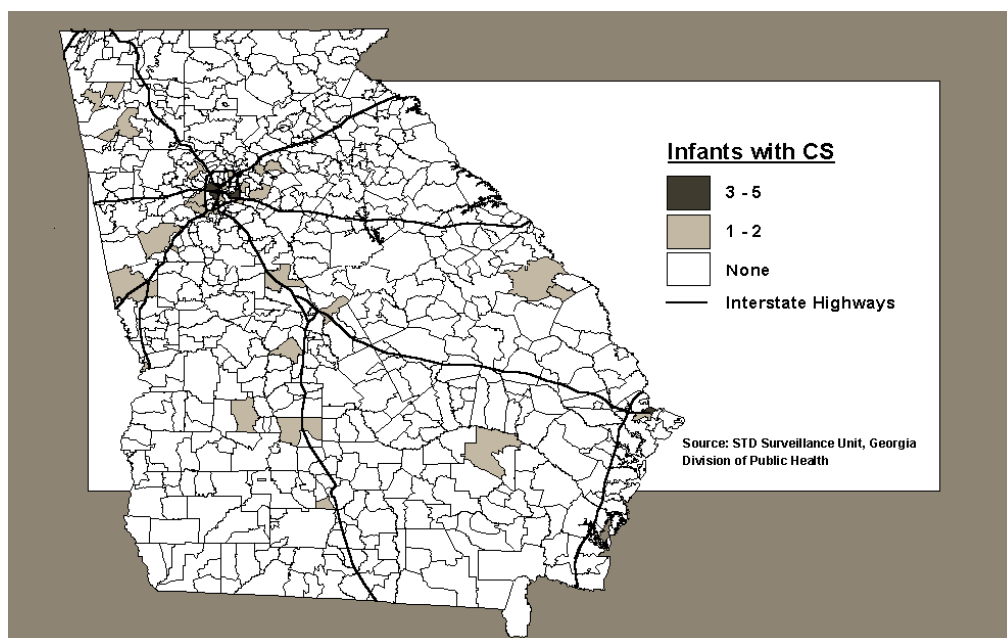 Infants with CS
3 - 5
1 - 2
None
Interstate Highways
Source: STD Surveillance Unit, Georgia
Division of Public Health